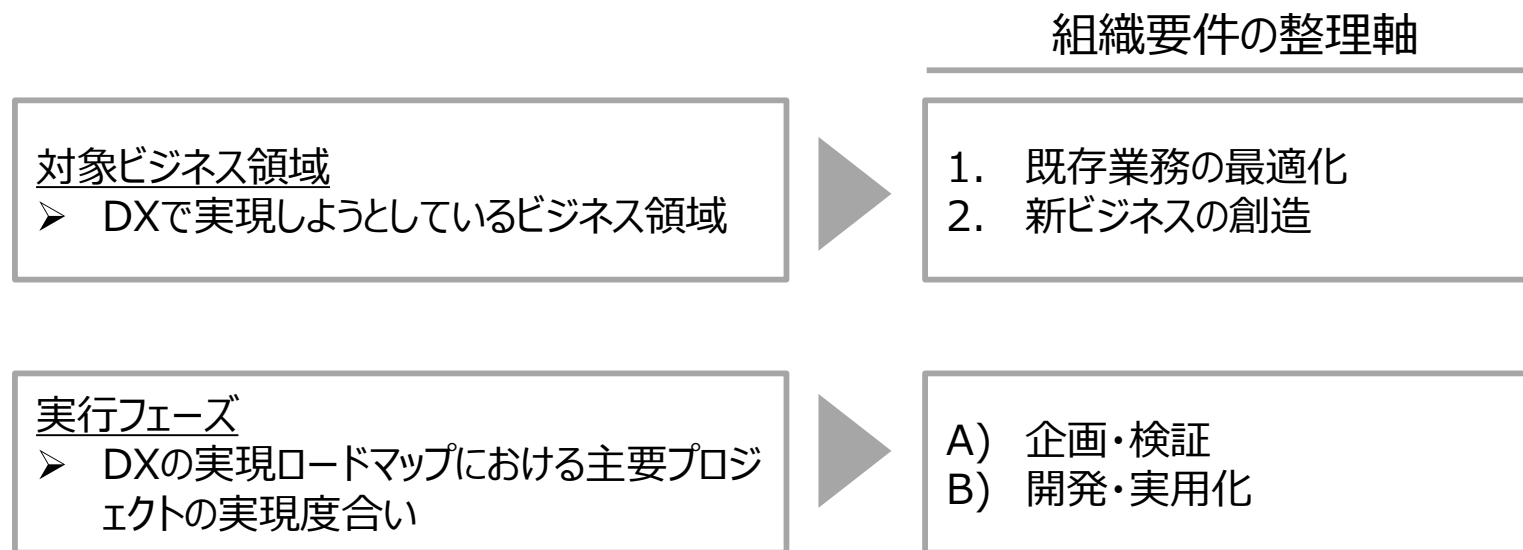 組織要件の整理軸
対象ビジネス領域
➢ DXで実現しようとしているビジネス領域
1. 既存業務の最適化
2. 新ビジネスの創造
実行フェーズ
➢ DXの実現ロードマップにおける主要プロジ
ェクトの実現度合い
A) 企画・検証
B) 開発・実用化